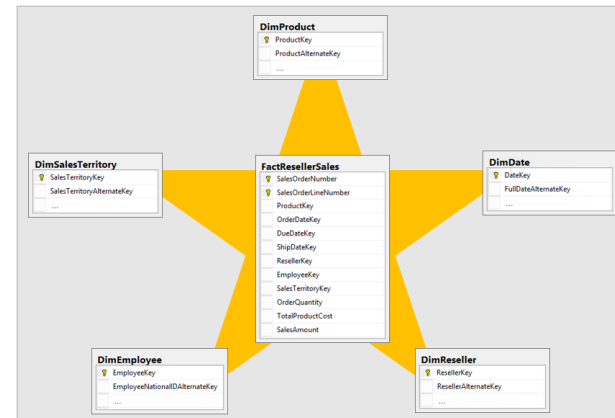 DimProduct
ProductKey
ProductAlternateKey
...
DimSalesTerritory
SalesTerritoryKey
SalesTerritoryAlternateKey
...
FactResellerSales
SalesOrderNumber
SalesOrderLineNumber
ProductKey
OrderDateKey
DueDateKey
ShipDateKey
ResellerKey
EmployeeKey
SalesTerritoryKey
OrderQuantity
TotalProductCost
SalesAmount
DimDate
DateKey
FullDateAlternateKey
...
DimEmployee
EmployeeKey
EmployeeNationalIDAlternateKey
...
DimReseller
ResellerKey
ResellerAlternateKey
...